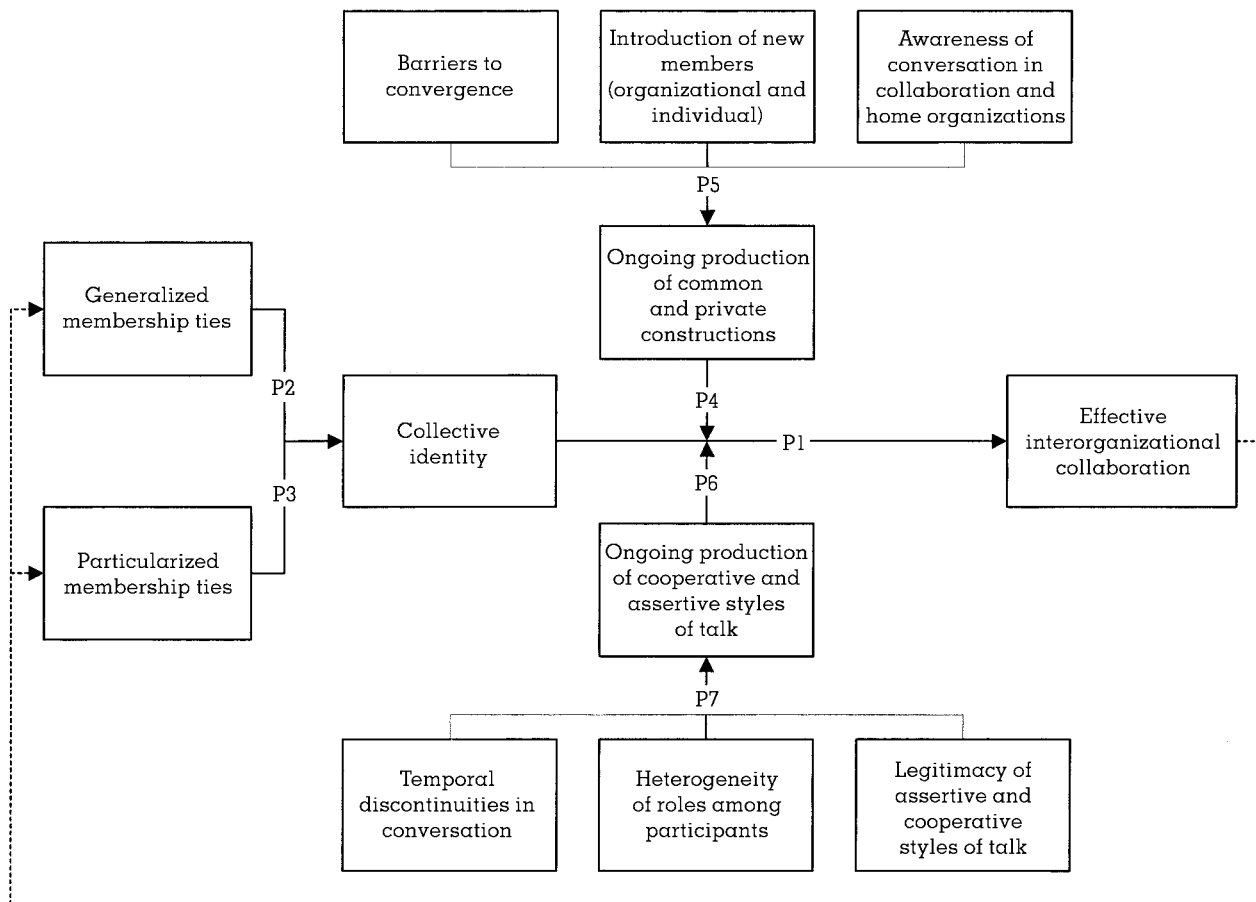 Barriers to
convergence
Introduction of new
members
(organizational and
individual)
Awareness of
conversation in
collaboration and
home organizations
P5
Ongoing production
of common
and private
constructions
Generalized
membership ties
P2
P4
Collective
identity
P1
Effective
interorganizational
collaboration
P3
P6
Particularized
membership ties
Ongoing production
of cooperative and
assertive styles
of talk
P7
Temporal
discontinuities in
conversation
Heterogeneity
of roles among
participants
Legitimacy of
assertive and
cooperative
styles of talk